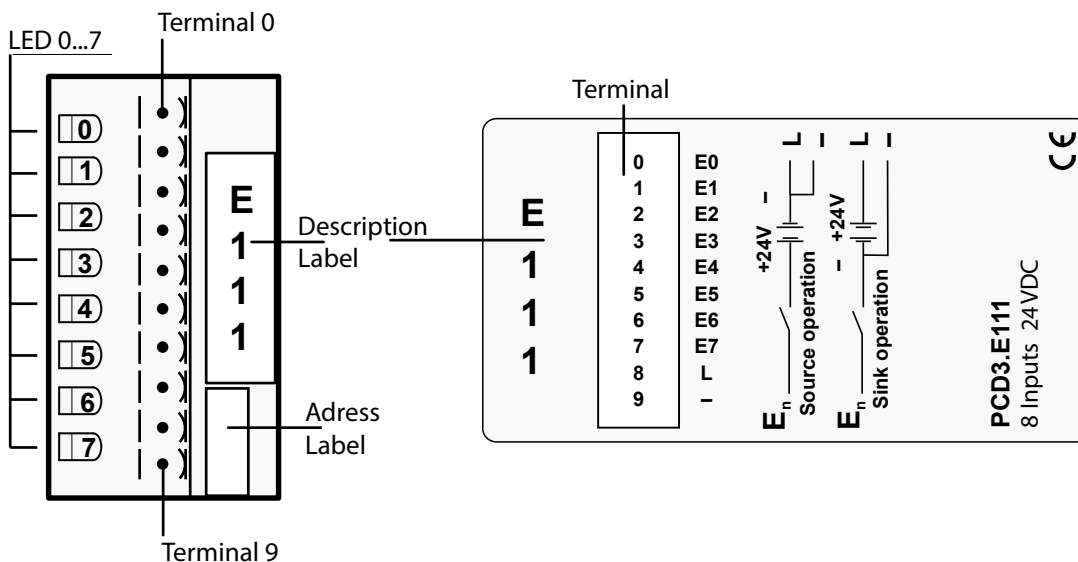 Terminal 0
LED 0...7
0
1
2
3
4
5
6
7
E
1
1
1
Description
Label
Adress
Label
Terminal 9
Terminal
E
1
1
1
0 E0
1 E1
2 E2
3 E3
4 E4
5 E5
6 E6
7 E7
8 L
9 –
En +24V – L –
Source operation
En – +24V L –
Sink operation
PCD3.E111
8 Inputs 24 VDC
CE